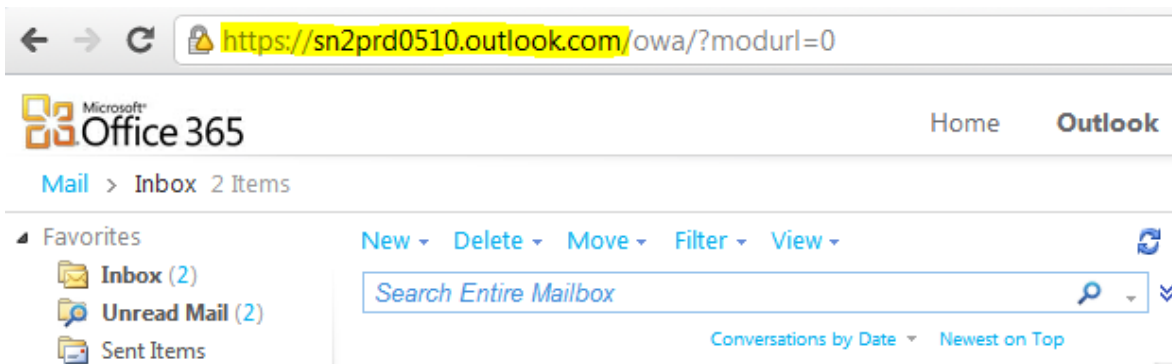 https://sn2prd0510.outlook.com/owa/?modurl=0
Microsoft®
Office 365
Home Outlook
Mail > Inbox 2 Items
Favorites
New Delete Move Filter View
Inbox (2)
Search Entire Mailbox
Unread Mail (2)
Sent Items
Conversations by Date Newest on Top